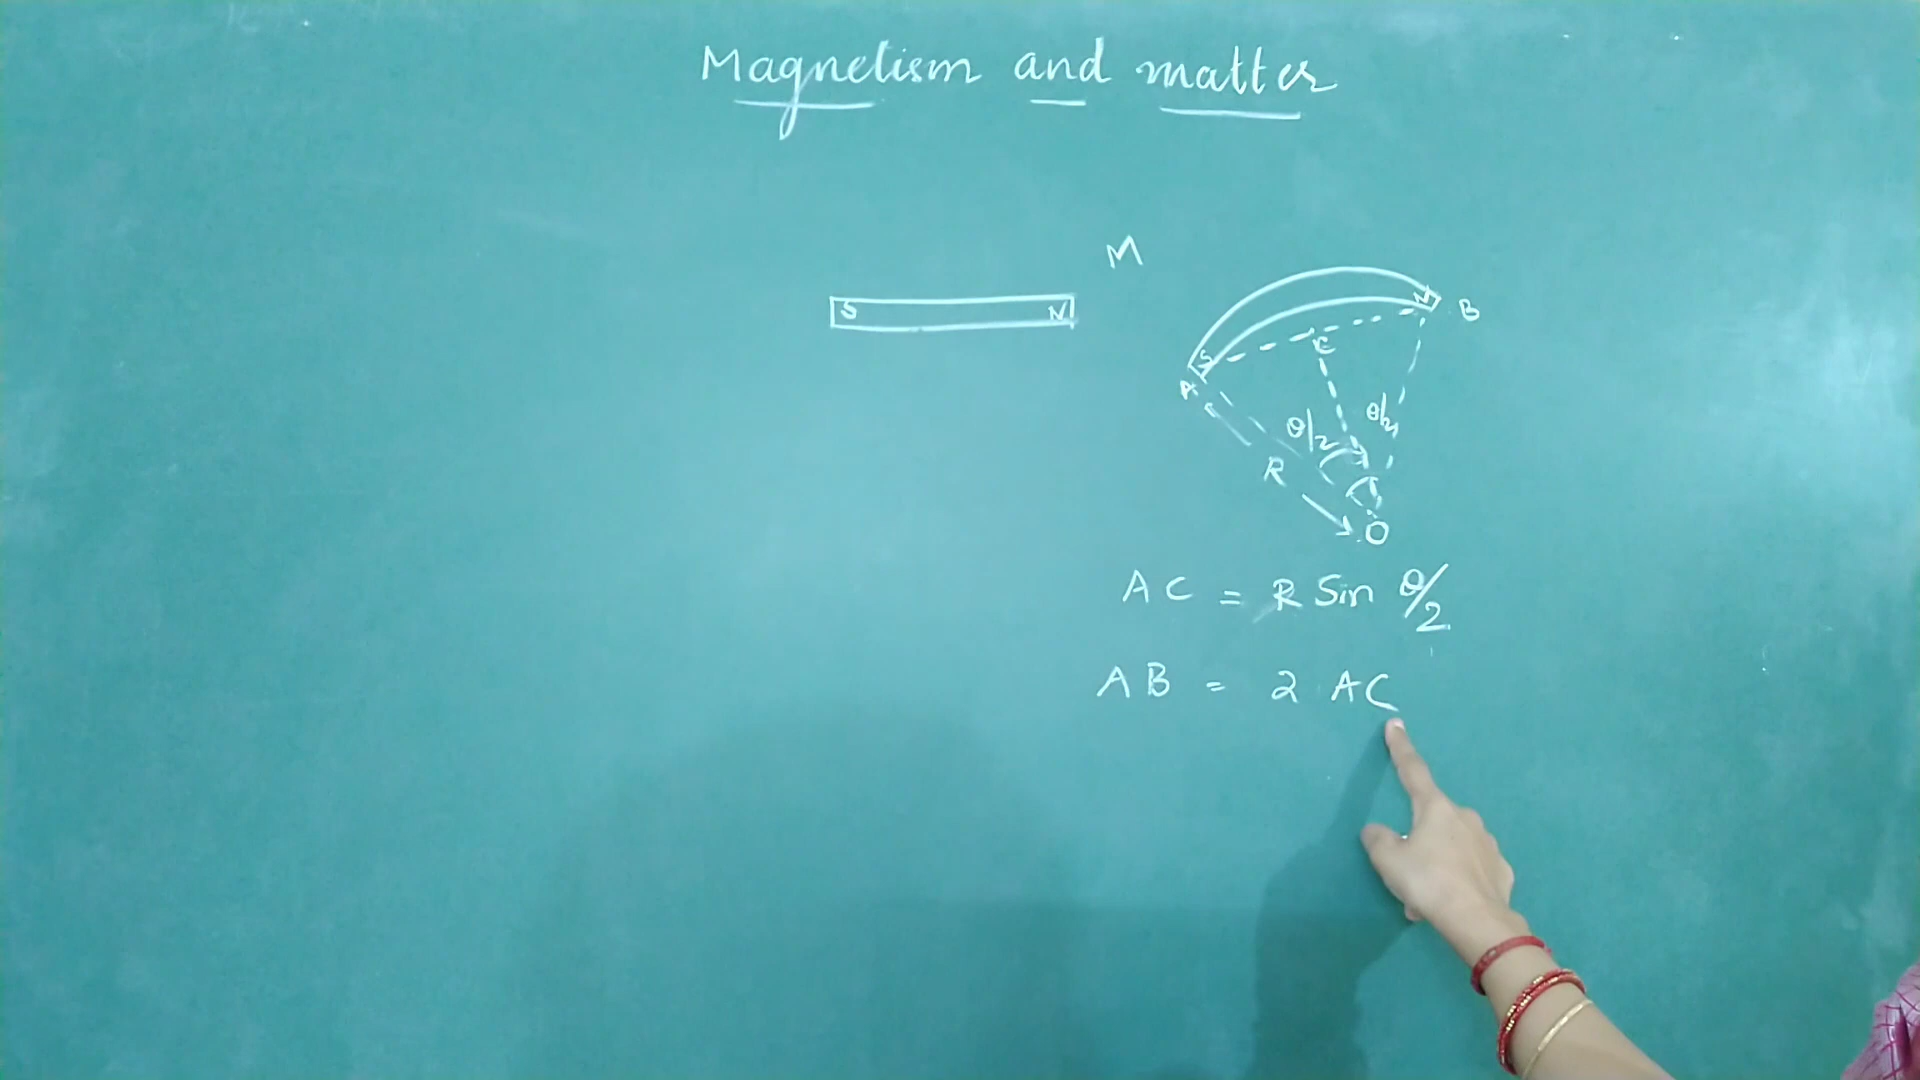 Magnetism and matter
M
S N
N B
C
S
A
θ/2 θ/2
R
O
AC = R Sin θ/2
AB = 2 AC